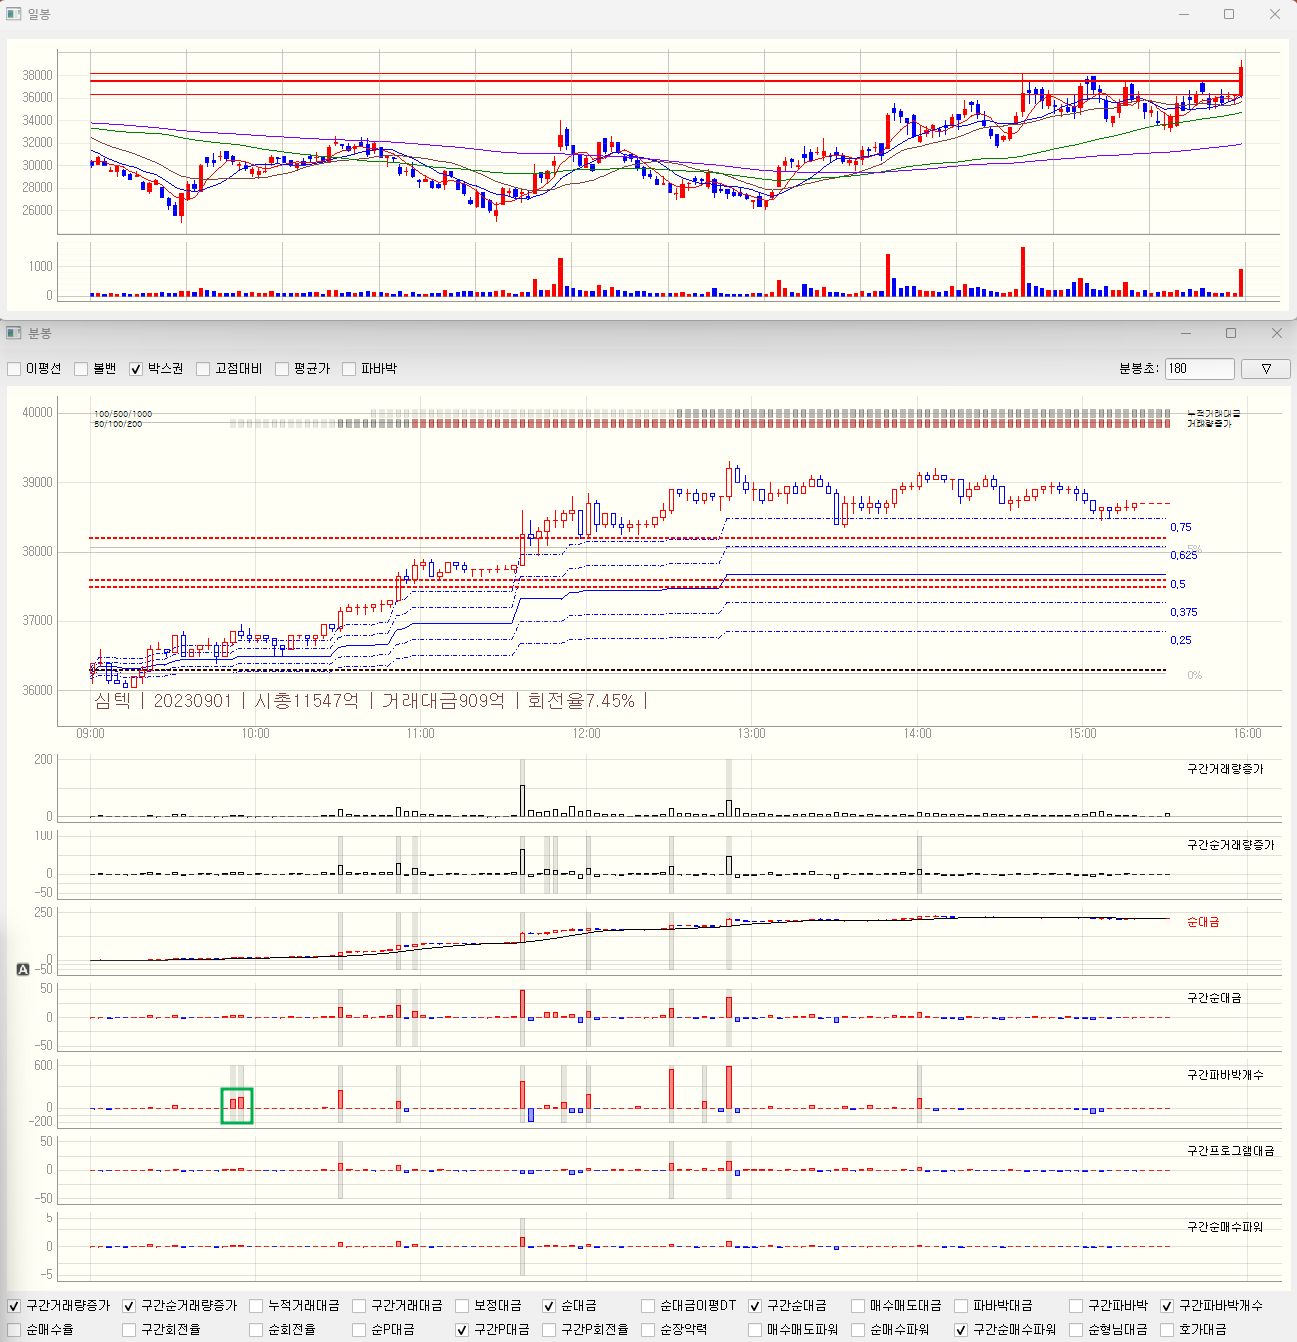 일봉
38000
36000
34000
32000
30000
28000
26000
1000
0
분봉
이평선 볼밴 박스권 고점대비 평균가 파바박 분봉초: 180 ▽
40000
100/500/1000 누적거래대금
50/100/200 거래량증가
39000
0,75
38000
5%
0,625
0,5
37000
0,375
0,25
0%
36000
심텍 | 20230901 | 시총11547억 | 거래대금909억 | 회전율7.45% |
09:00 10:00 11:00 12:00 13:00 14:00 15:00 16:00
200
구간거래량증가
0
100
구간순거래량증가
0
-50
250
순대금
0
-50
A
50
구간순대금
0
-50
600
구간파바박개수
0
-200
50
구간프로그램대금
0
-50
5
구간순매수파워
0
-5
구간거래량증가 구간순거래량증가 누적거래대금 구간거래대금 보정대금 순대금 순대금이평DT 구간순대금 매수매도대금 파바박대금 구간파바박 구간파바박개수
순매수율 구간회전율 순회전율 순P대금 구간P대금 구간P회전율 순장악력 매수매도파워 순매수파워 구간순매수파워 순형님대금 호가대금